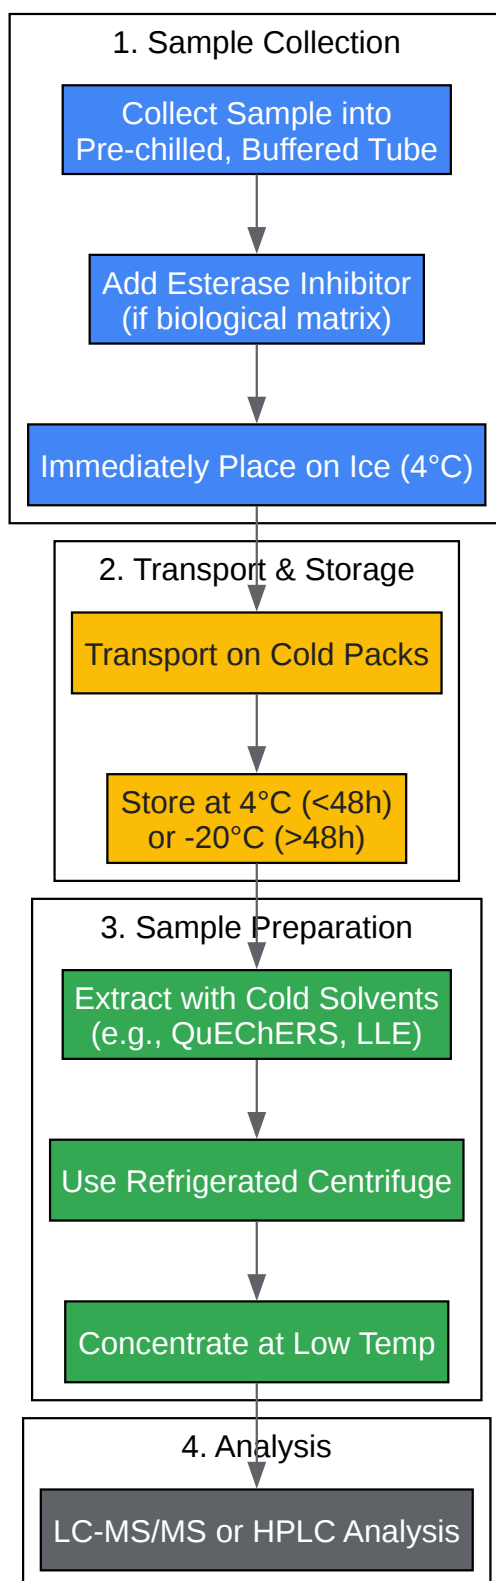 1. Sample Collection
Collect Sample into
Pre-chilled, Buffered Tube
Add Esterase Inhibitor
(if biological matrix)
Immediately Place on Ice (4°C)
2. Transport & Storage
Transport on Cold Packs
Store at 4°C (<48h)
or -20°C (>48h)
3. Sample Preparation
Extract with Cold Solvents
(e.g., QuEChERS, LLE)
Use Refrigerated Centrifuge
Concentrate at Low Temp
4. Analysis
LC-MS/MS or HPLC Analysis